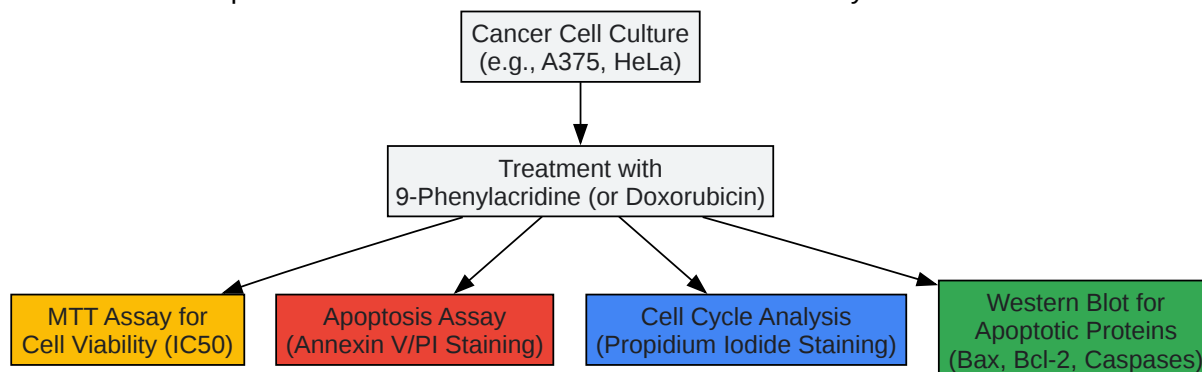 Cancer Cell Culture
(e.g., A375, HeLa)
Treatment with
9-Phenylacridine (or Doxorubicin)
MTT Assay for
Cell Viability (IC50)
Apoptosis Assay
(Annexin V/PI Staining)
Cell Cycle Analysis
(Propidium Iodide Staining)
Western Blot for
Apoptotic Proteins
(Bax, Bcl-2, Caspases)